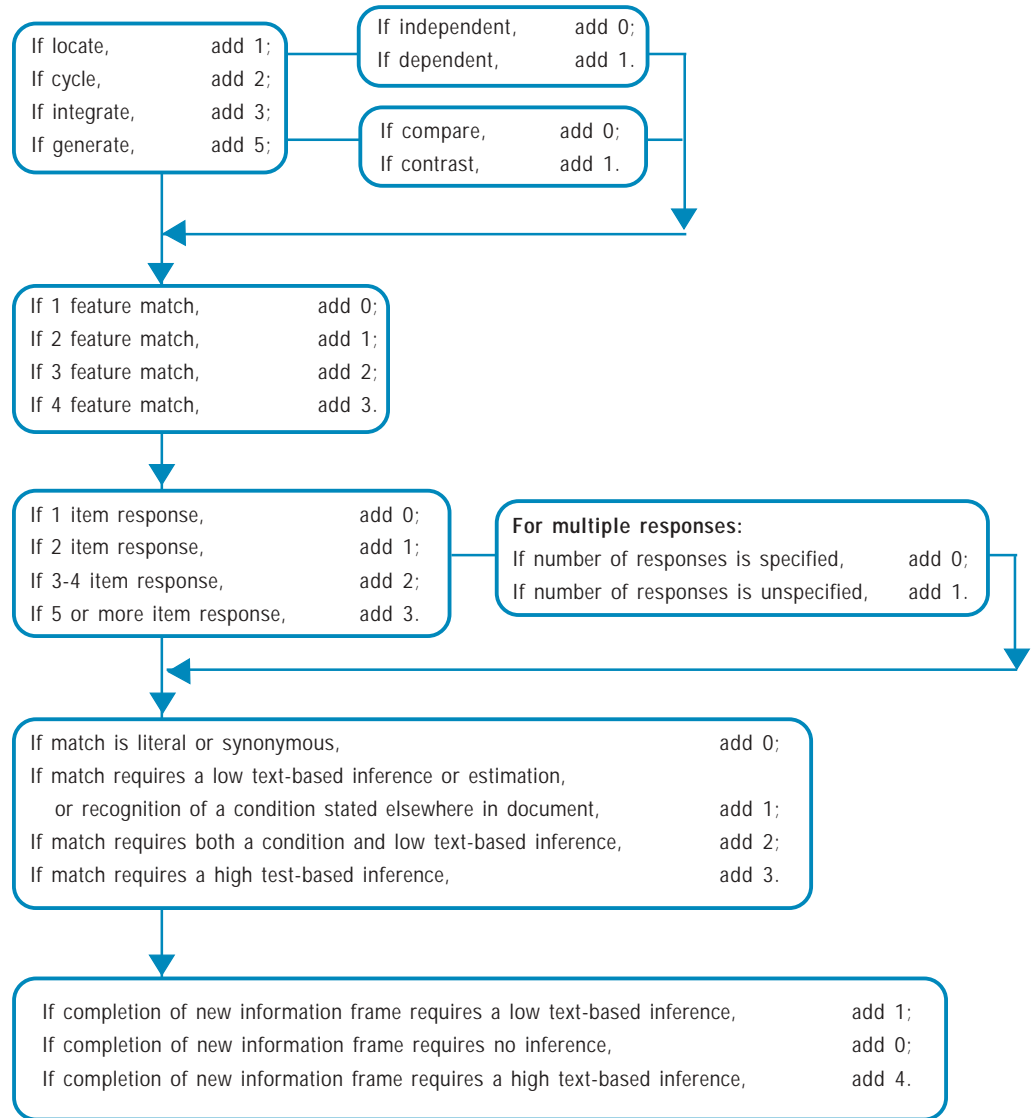 If locate, add 1;
If cycle, add 2;
If integrate, add 3;
If generate, add 5;
If independent, add 0;
If dependent, add 1.
If compare, add 0;
If contrast, add 1.
If 1 feature match, add 0;
If 2 feature match, add 1;
If 3 feature match, add 2;
If 4 feature match, add 3.
If 1 item response, add 0;
If 2 item response, add 1;
If 3-4 item response, add 2;
If 5 or more item response, add 3.
For multiple responses:
If number of responses is specified, add 0;
If number of responses is unspecified, add 1.
If match is literal or synonymous, add 0;
If match requires a low text-based inference or estimation,
or recognition of a condition stated elsewhere in document, add 1;
If match requires both a condition and low text-based inference, add 2;
If match requires a high test-based inference, add 3.
If completion of new information frame requires a low text-based inference, add 1;
If completion of new information frame requires no inference, add 0;
If completion of new information frame requires a high text-based inference, add 4.